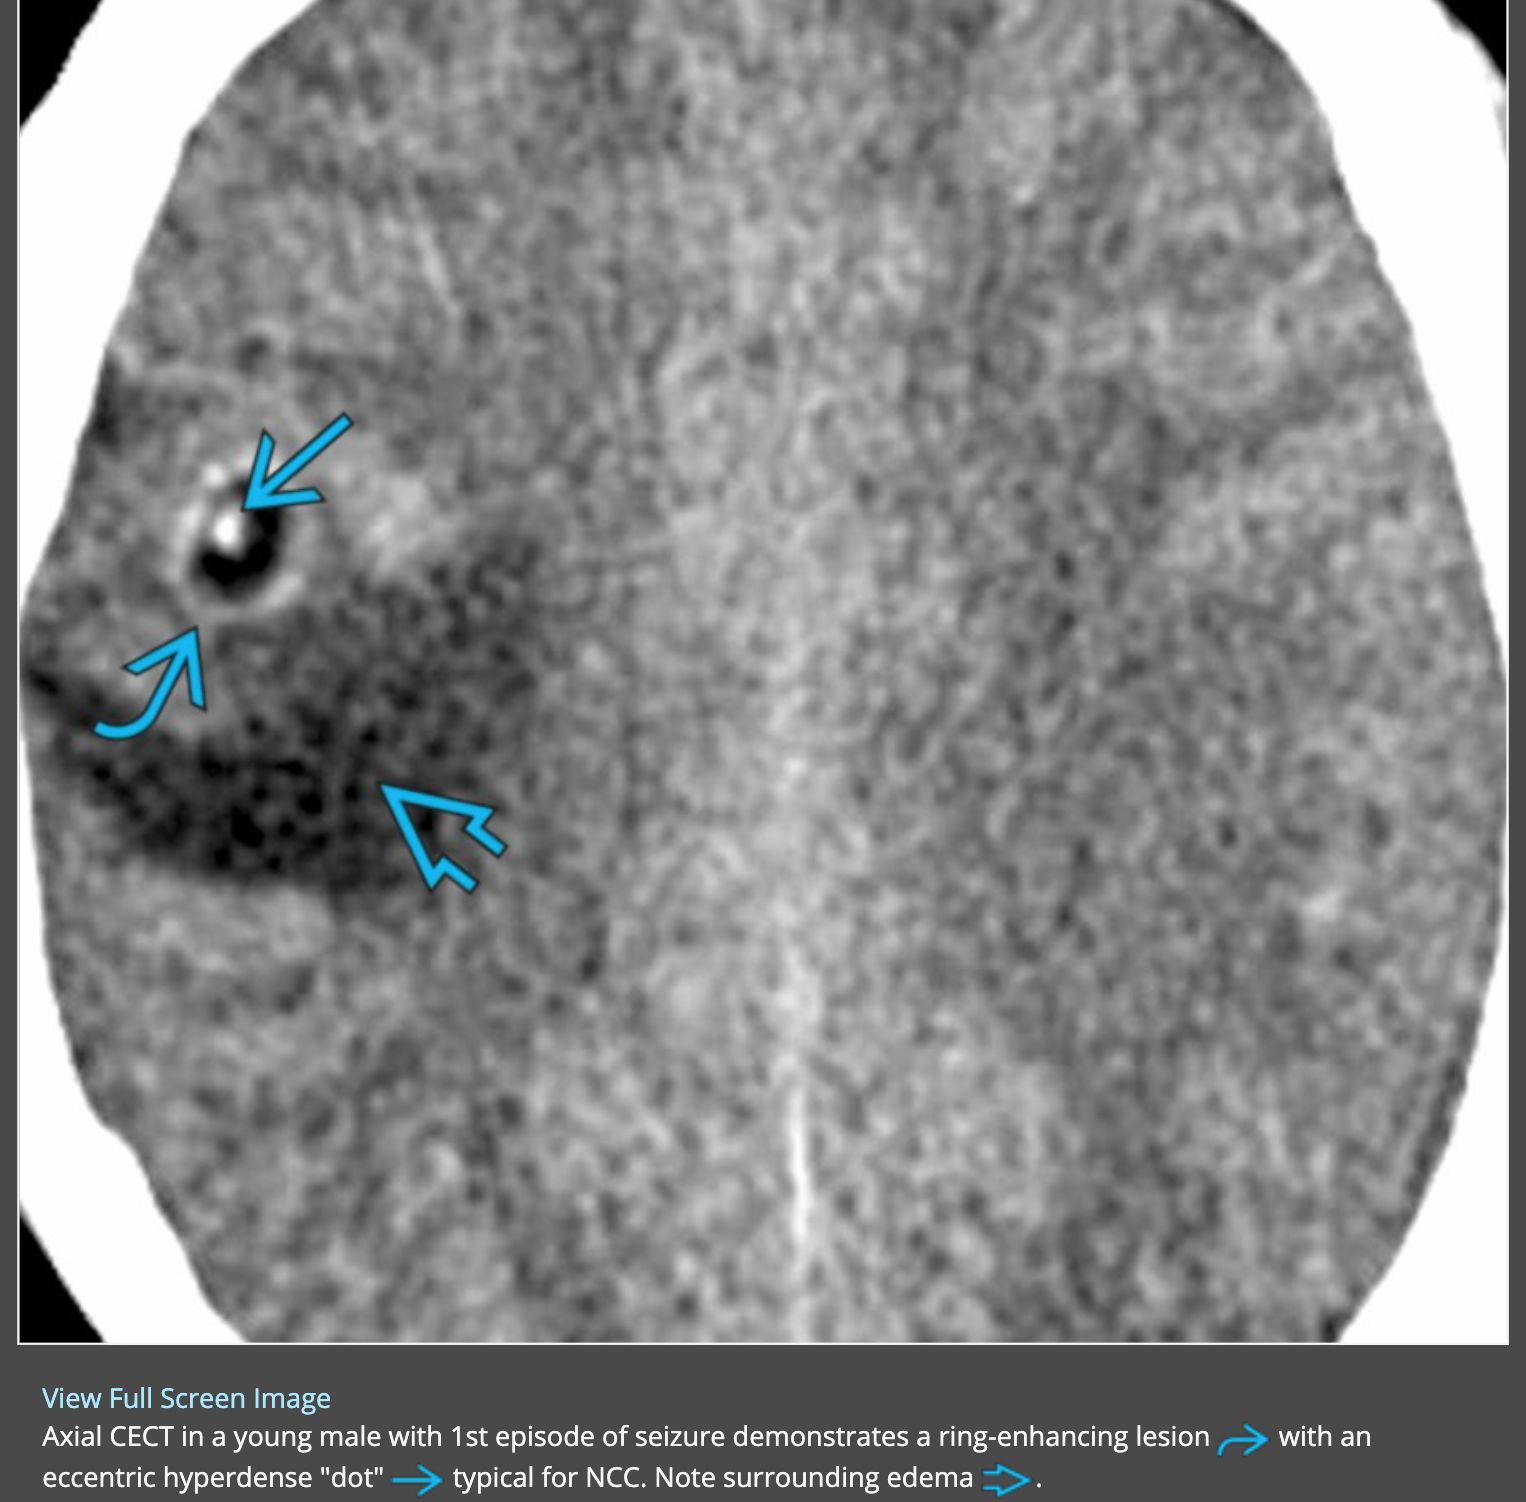 View Full Screen Image
Axial CECT in a young male with 1st episode of seizure demonstrates a ring-enhancing lesion with an
eccentric hyperdense "dot" typical for NCC. Note surrounding edema .